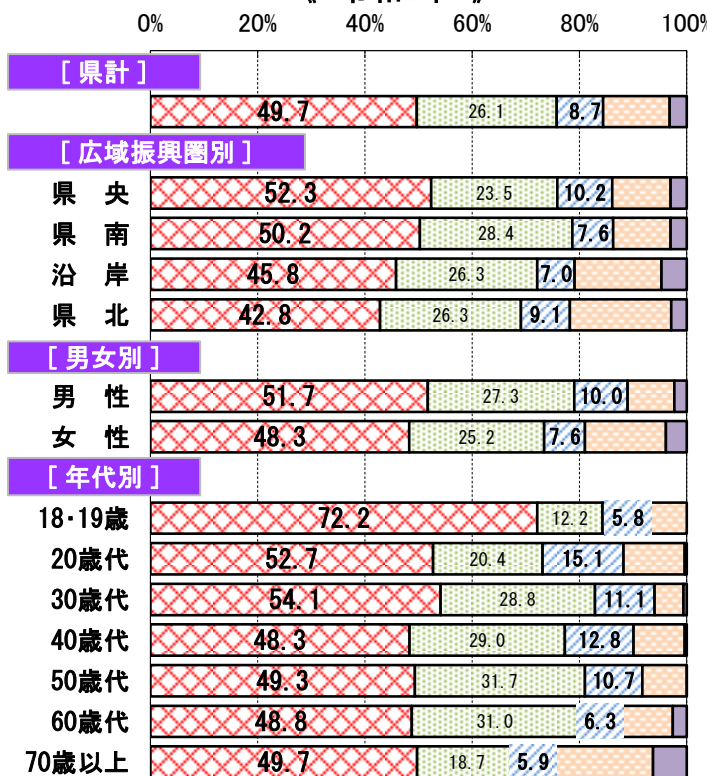 0% 20% 40% 60% 80% 100%
[ 県計 ]
49.7 26.1 8.7
[ 広域振興圏別 ]
県 央 52.3 23.5 10.2
県 南 50.2 28.4 7.6
沿 岸 45.8 26.3 7.0
県 北 42.8 26.3 9.1
[ 男女別 ]
男 性 51.7 27.3 10.0
女 性 48.3 25.2 7.6
[ 年代別 ]
18・19歳 72.2 12.2 5.8
20歳代 52.7 20.4 15.1
30歳代 54.1 28.8 11.1
40歳代 48.3 29.0 12.8
50歳代 49.3 31.7 10.7
60歳代 48.8 31.0 6.3
70歳以上 49.7 18.7 5.9